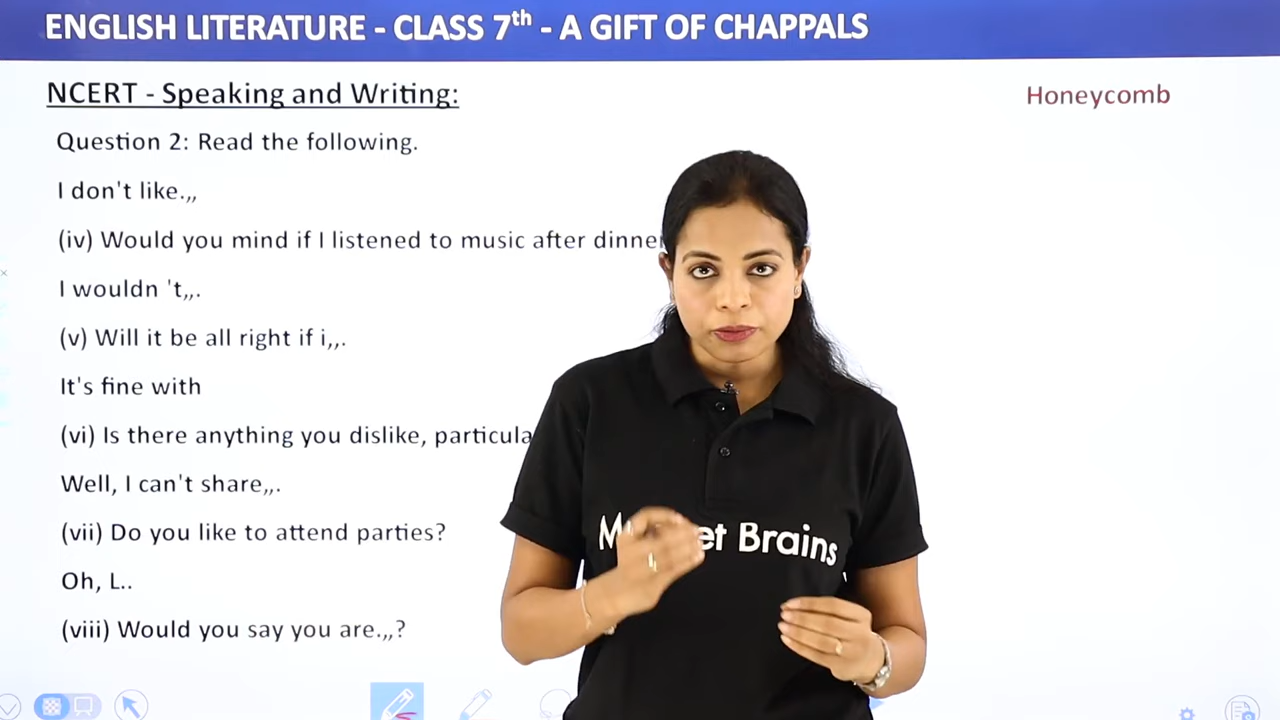 ENGLISH LITERATURE - CLASS 7th - A GIFT OF CHAPPALS
NCERT - Speaking and Writing:
Honeycomb
Question 2: Read the following.
I don't like.,,
(iv) Would you mind if I listened to music after dinner
I wouldn 't,,.
(v) Will it be all right if i,,.
It's fine with
(vi) Is there anything you dislike, particula
Well, I can't share,,.
(vii) Do you like to attend parties?
Oh, L..
(viii) Would you say you are.,,?
Brains